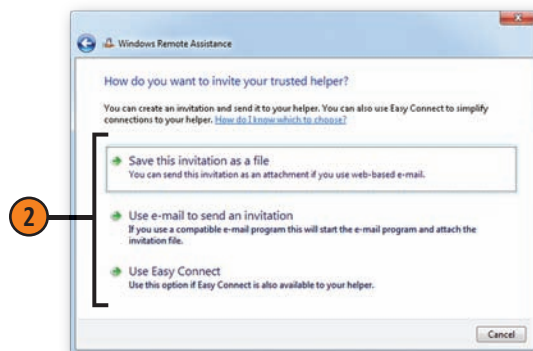 Windows Remote Assistance
How do you want to invite your trusted helper?
You can create an invitation and send it to your helper. You can also use Easy Connect to simplify
connections to your helper. How do I know which to choose?
Save this invitation as a file
You can send this invitation as an attachment if you use web-based e-mail.
2
Use e-mail to send an invitation
If you use a compatible e-mail program this will start the e-mail program and attach the
invitation file.
Use Easy Connect
Use this option if Easy Connect is also available to your helper.
Cancel